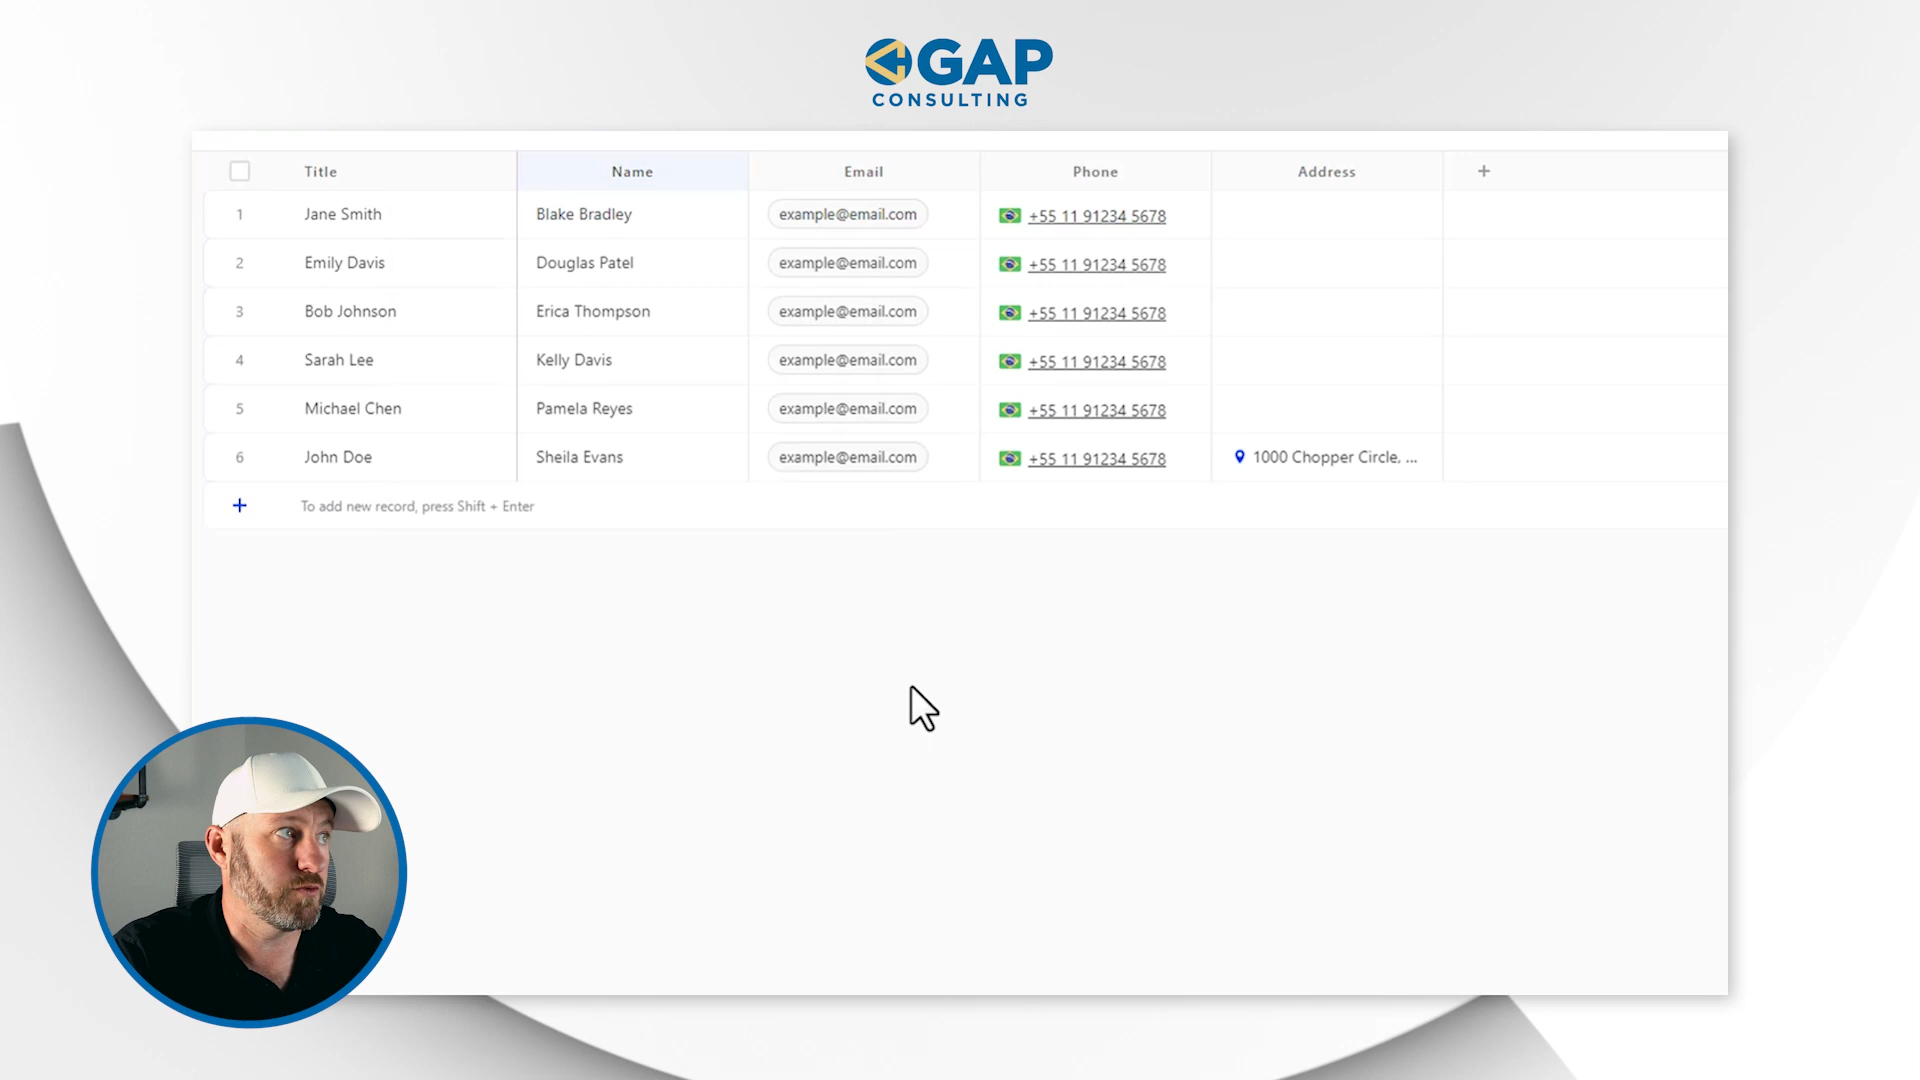 GAP
CONSULTING
Title Name Email Phone Address +
1 Jane Smith Blake Bradley example@email.com +55 11 91234 5678
2 Emily Davis Douglas Patel example@email.com +55 11 91234 5678
3 Bob Johnson Erica Thompson example@email.com +55 11 91234 5678
4 Sarah Lee Kelly Davis example@email.com +55 11 91234 5678
5 Michael Chen Pamela Reyes example@email.com +55 11 91234 5678
6 John Doe Sheila Evans example@email.com +55 11 91234 5678 1000 Chopper Circle, ...
+ To add new record, press Shift + Enter